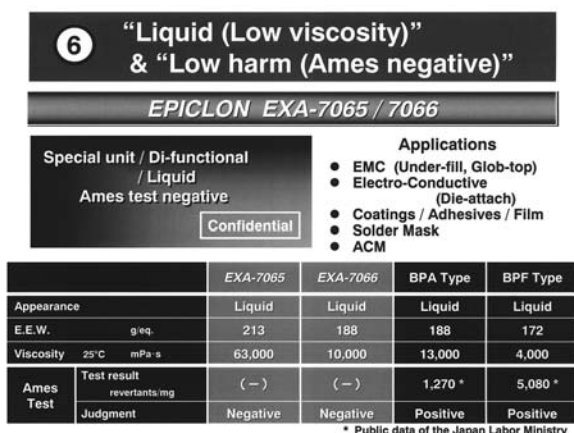 6
“Liquid (Low viscosity)”
& “Low harm (Ames negative)”
EPICLON EXA-7065 / 7066
Special unit / Di-functional
/ Liquid
Ames test negative
Confidential
Applications
● EMC (Under-fill, Glob-top)
● Electro-Conductive
(Die-attach)
● Coatings / Adhesives / Film
● Solder Mask
● ACM
EXA-7065 EXA-7066 BPA Type BPF Type
Appearance Liquid Liquid Liquid Liquid
E.E.W. g/eq. 213 188 188 172
Viscosity 25°C mPa·s 63,000 10,000 13,000 4,000
Ames Test Test result revertants/mg (−) (−) 1,270 * 5,080 *
Judgment Negative Negative Positive Positive
* Public data of the Japan Labor Ministry